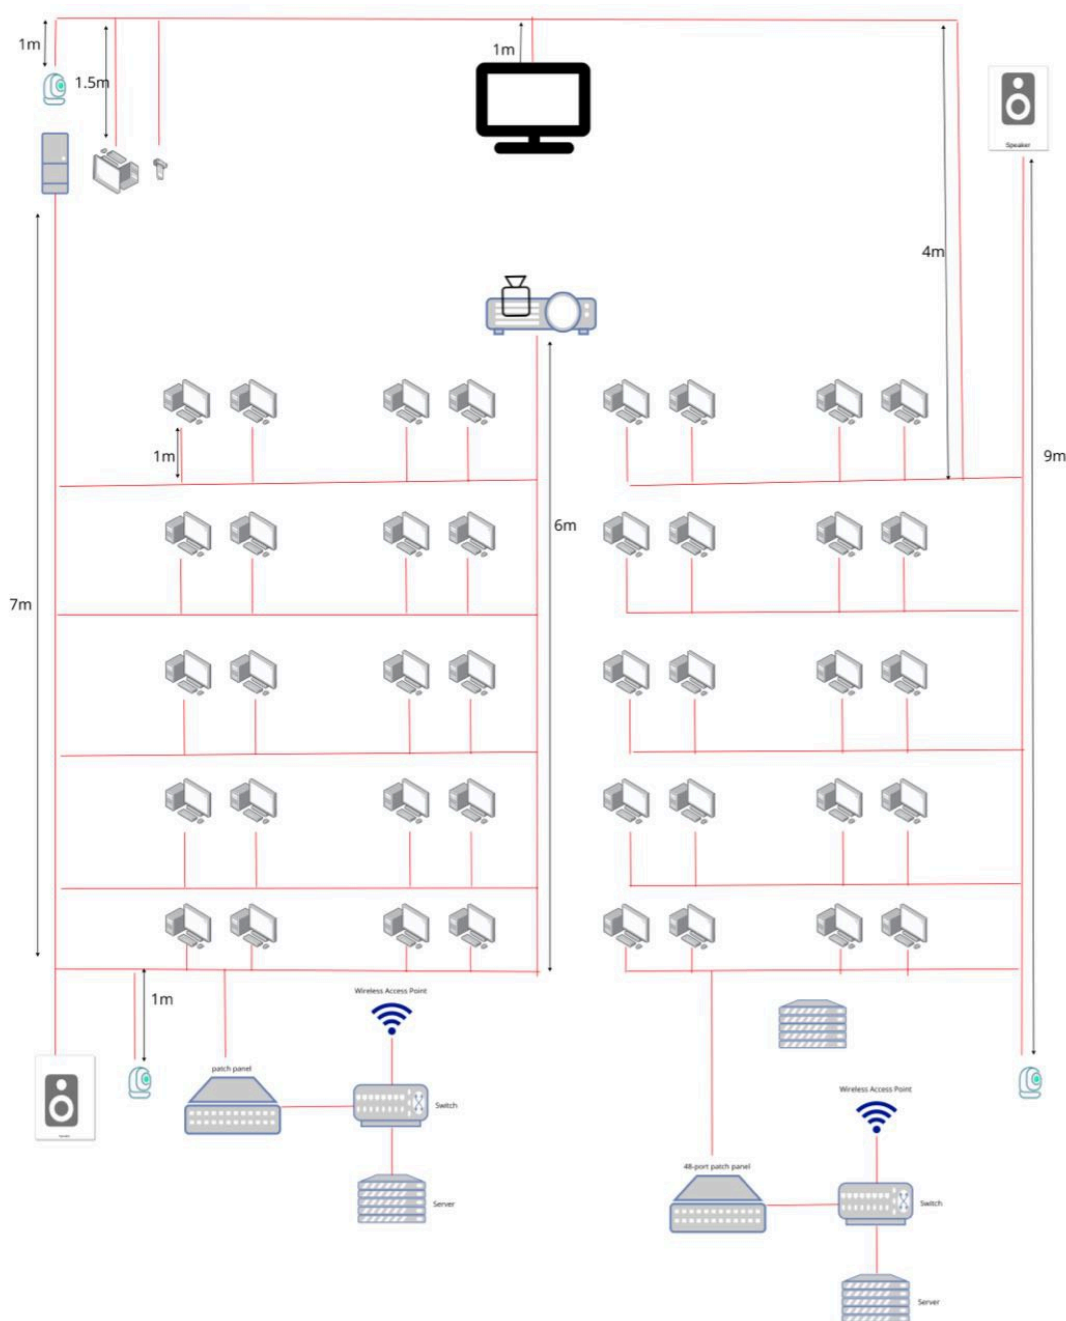 1m
1m
1.5m
Speaker
4m
1m
9m
6m
7m
1m
Wireless Access Point
patch panel
Switch
Wireless Access Point
48-port patch panel
Server
Switch
Server